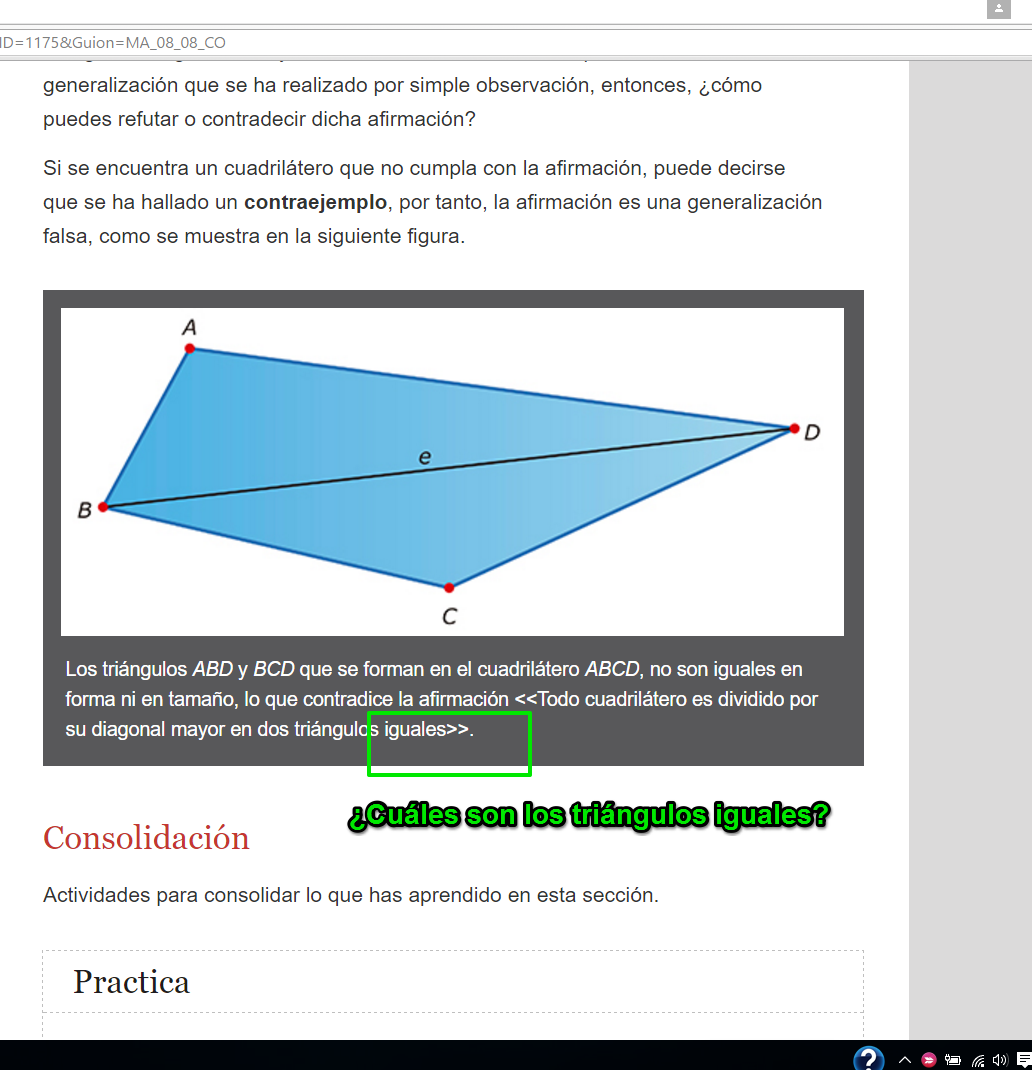 ID=1175&Guion=MA_08_08_CO
generalización que se ha realizado por simple observación, entonces, ¿cómo
puedes refutar o contradecir dicha afirmación?
Si se encuentra un cuadrilátero que no cumpla con la afirmación, puede decirse
que se ha hallado un contraejemplo, por tanto, la afirmación es una generalización
falsa, como se muestra en la siguiente figura.
A
D
e
B
C
Los triángulos ABD y BCD que se forman en el cuadrilátero ABCD, no son iguales en
forma ni en tamaño, lo que contradice la afirmación <<Todo cuadrilátero es dividido por
su diagonal mayor en dos triángulos iguales>>.
¿Cuáles son los triángulos iguales?
Consolidación
Actividades para consolidar lo que has aprendido en esta sección.
Practica